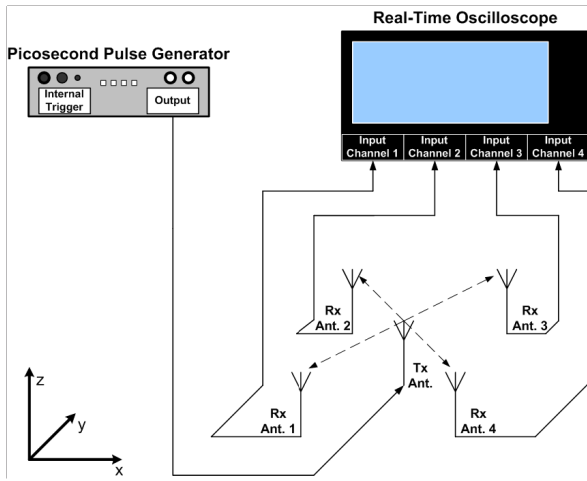 Real-Time Oscilloscope
Picosecond Pulse Generator
Internal
Trigger
Output
Input
Channel 1
Input
Channel 2
Input
Channel 3
Input
Channel 4
Rx
Ant. 2
Rx
Ant. 3
Tx
Ant.
Rx
Ant. 1
Rx
Ant. 4
z
y
x